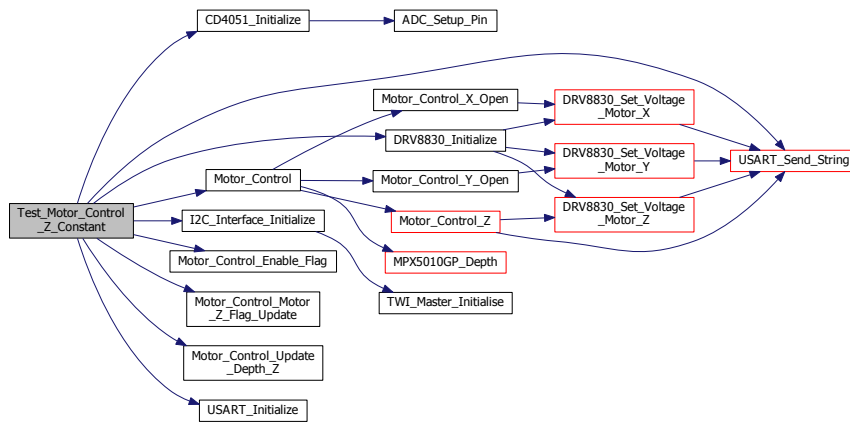 Test_Motor_Control
_Z_Constant
CD4051_Initialize
ADC_Setup_Pin
DRV8830_Initialize
Motor_Control
I2C_Interface_Initialize
Motor_Control_Enable_Flag
Motor_Control_Motor
_Z_Flag_Update
Motor_Control_Update
_Depth_Z
USART_Initialize
Motor_Control_X_Open
Motor_Control_Y_Open
Motor_Control_Z
MPX5010GP_Depth
TWI_Master_Initialise
DRV8830_Set_Voltage
_Motor_X
DRV8830_Set_Voltage
_Motor_Y
DRV8830_Set_Voltage
_Motor_Z
USART_Send_String